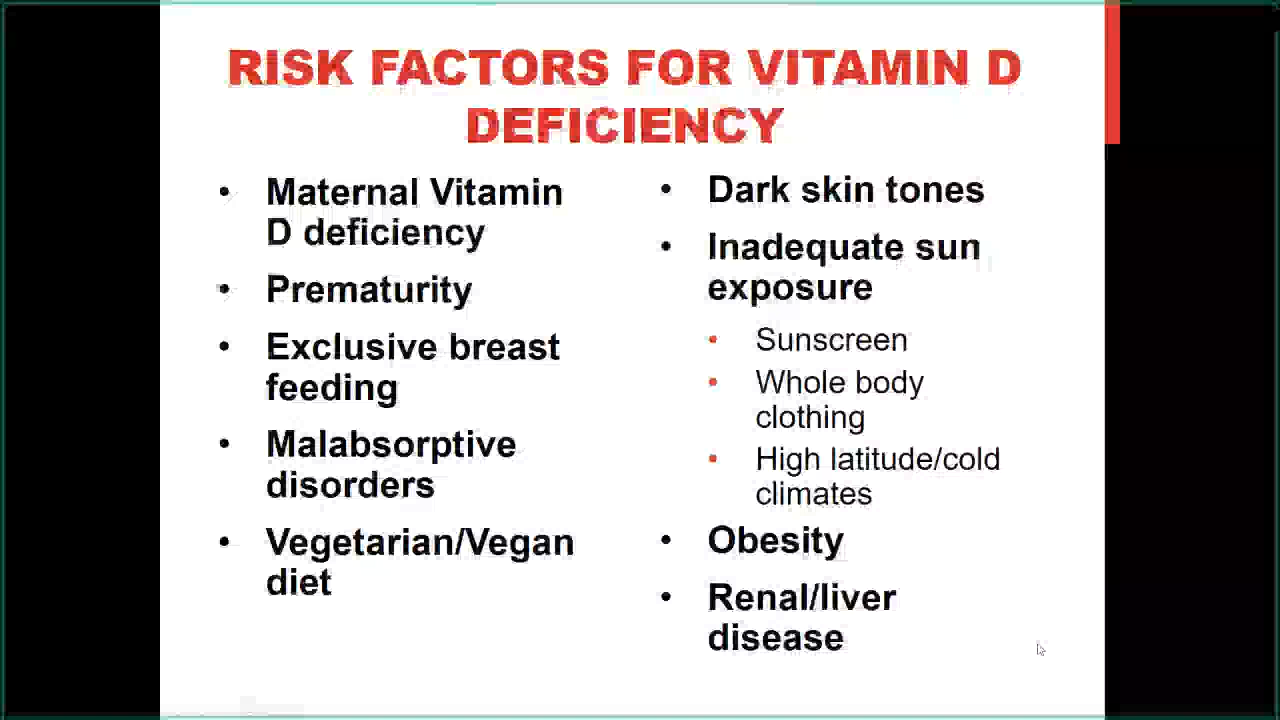 RISK FACTORS FOR VITAMIN D
DEFICIENCY
• Maternal Vitamin
D deficiency
• Prematurity
• Exclusive breast
feeding
• Malabsorptive
disorders
• Vegetarian/Vegan
diet
• Dark skin tones
• Inadequate sun
exposure
• Sunscreen
• Whole body
clothing
• High latitude/cold
climates
• Obesity
• Renal/liver
disease